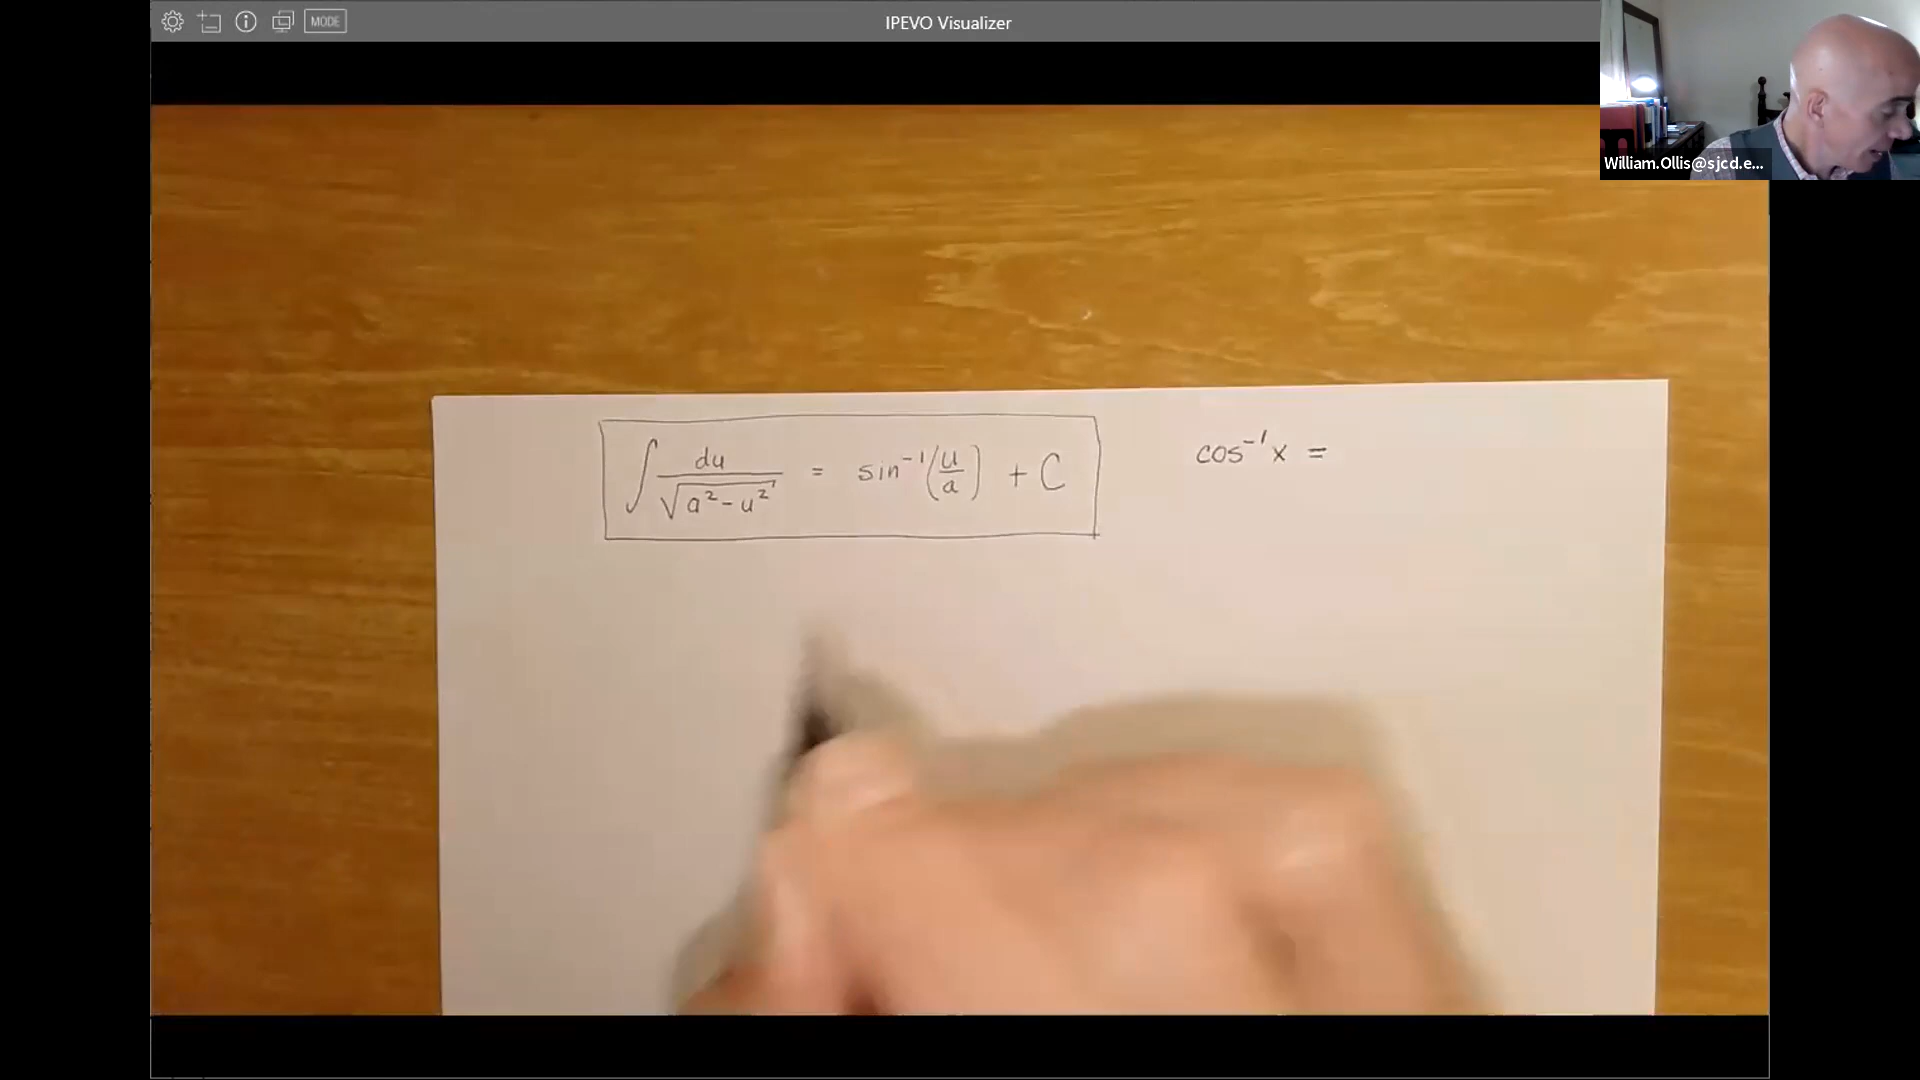 MODE
IPEVO Visualizer
William.Ollis@sjcd.e...
∫ du/√(a² - u²) = sin⁻¹(u/a) + C
cos⁻¹x =